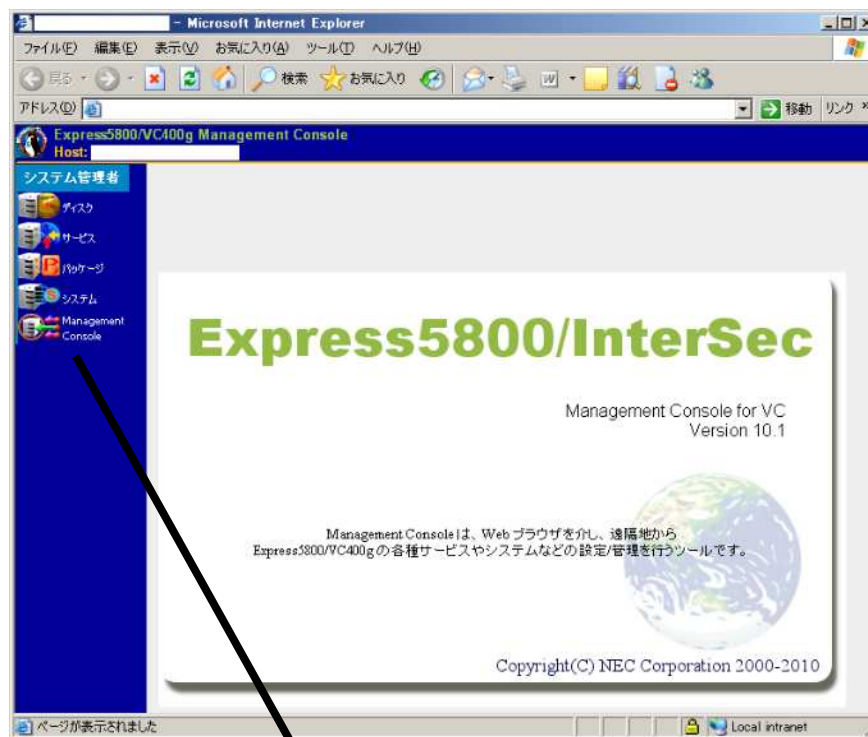 - Microsoft Internet Explorer
ファイル(F) 編集(E) 表示(V) お気に入り(A) ツール(T) ヘルプ(H)
戻る 検索 お気に入り
アドレス(D) 移動 リンク »
Express5800/VC400g Management Console
Host:
システム管理者
ディスク
サービス
パッケージ
システム
Management
Console
Express5800/InterSec
Management Console for VC
Version 10.1
Management Consoleは、Web ブラウザを介し、遠隔地から
Express5800/VC400gの各種サービスやシステムなどの設定/管理を行うツールです。
Copyright(C) NEC Corporation 2000-2010
ページが表示されました Local intranet